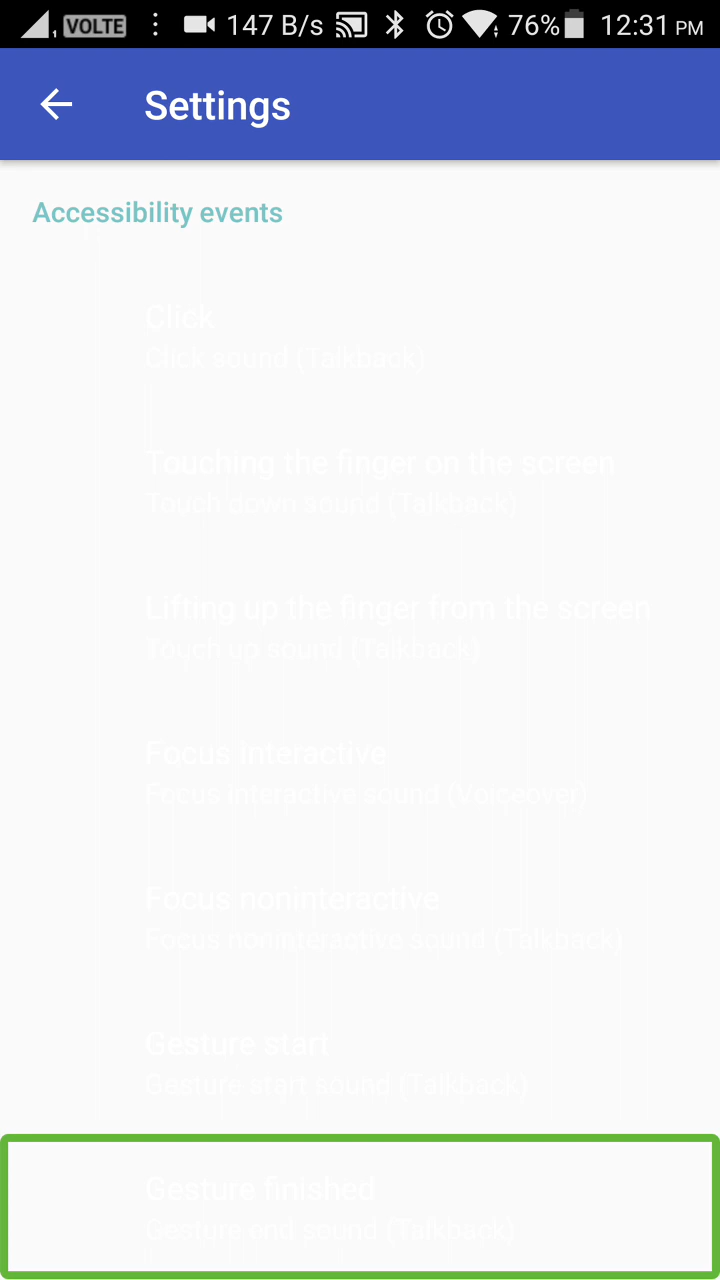 VOLTE 147 B/s 76% 12:31 PM
Settings
Accessibility events
Click
Click sound (Talkback)
Touching the finger on the screen
Touch down sound (Talkback)
Lifting up the finger from the screen
Touch up sound (Talkback)
Focus interactive
Focus interactive sound (Voiceover)
Focus noninteractive
Focus noninteractive sound (Talkback)
Gesture start
Gesture start sound (Talkback)
Gesture finished
Gesture end sound (Talkback)